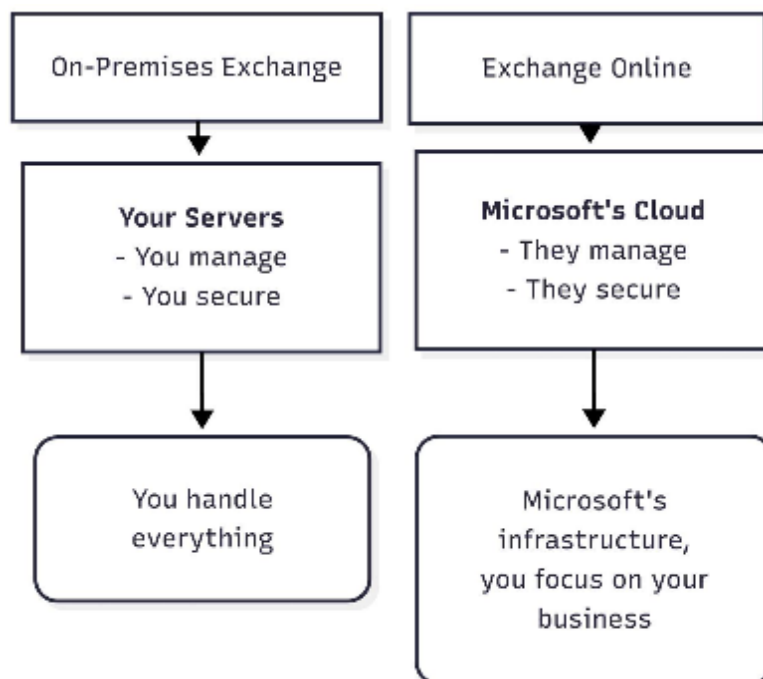 On-Premises Exchange
Exchange Online
Your Servers
- You manage
- You secure
Microsoft's Cloud
- They manage
- They secure
You handle
everything
Microsoft's
infrastructure,
you focus on your
business